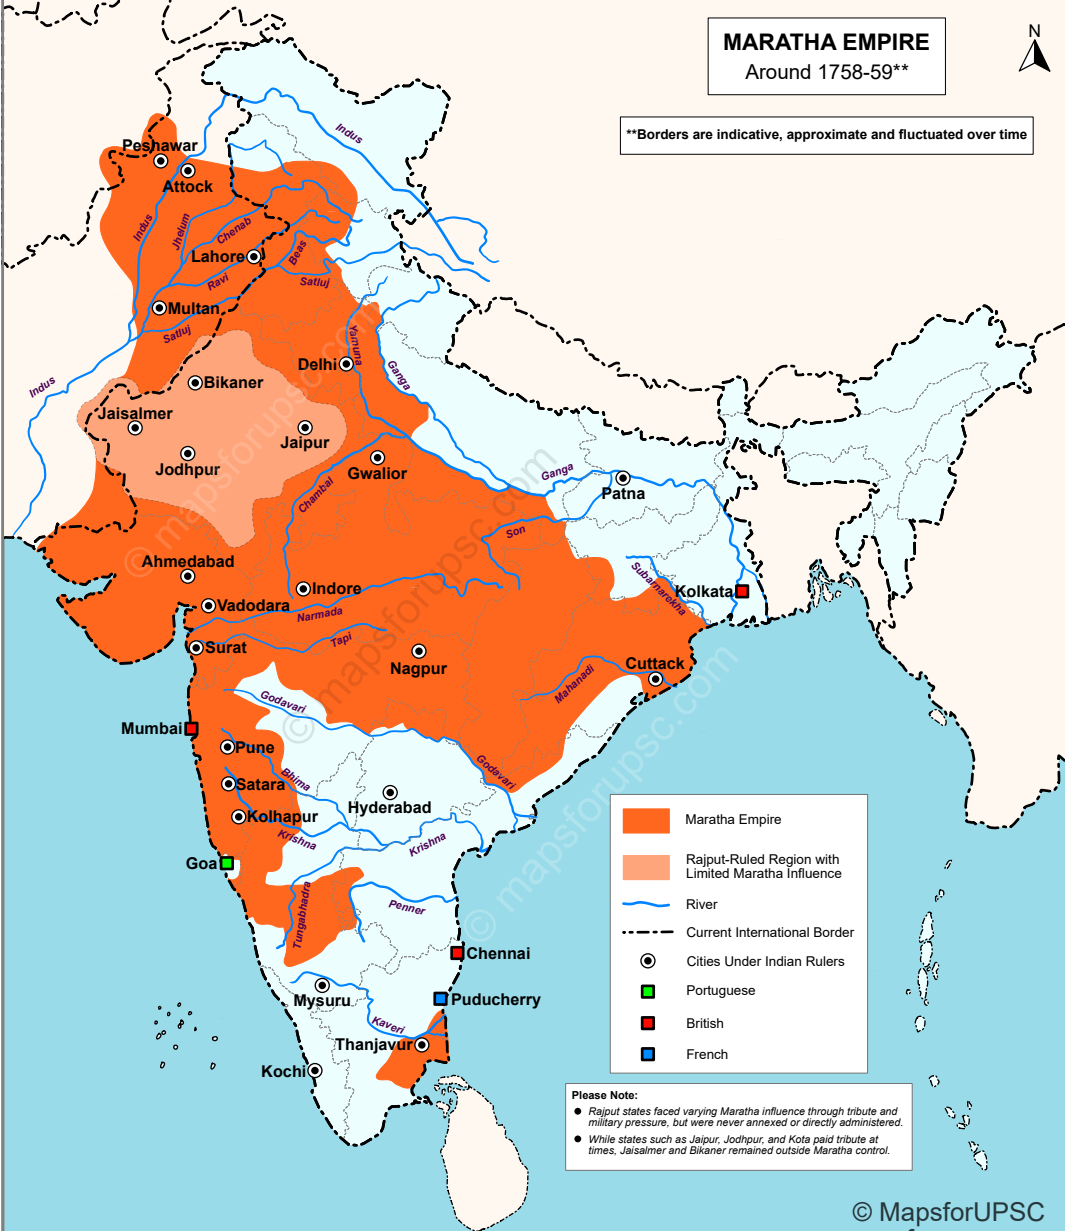 MARATHA EMPIRE
Around 1758-59**
N
**Borders are indicative, approximate and fluctuated over time
Indus
Peshawar
Attock
Indus
Jhelum
Chenab
Beas
Lahore
Ravi
Satluj
Multan
Satluj
Yamuna
Delhi
Ganga
Indus
Bikaner
Jaisalmer
Jaipur
Jodhpur
Gwalior
Chambal
Ganga
Patna
Son
Ahmedabad
Subarnarekha
Kolkata
Indore
Vadodara
Narmada
Tapi
Surat
Nagpur
Cuttack
Mahanadi
Godavari
Mumbai
Pune
Godavari
Bhima
Satara
Hyderabad
Kolhapur
Krishna
Krishna
Goa
Tungabhadra
Penner
Chennai
Mysuru
Puducherry
Kaveri
Thanjavur
Kochi
Maratha Empire
Rajput-Ruled Region with
Limited Maratha Influence
River
Current International Border
Cities Under Indian Rulers
Portuguese
British
French
Please Note:
● Rajput states faced varying Maratha influence through tribute and
military pressure, but were never annexed or directly administered.
● While states such as Jaipur, Jodhpur, and Kota paid tribute at
times, Jaisalmer and Bikaner remained outside Maratha control.
© mapsforupsc.com
© mapsforupsc.com
© mapsforupsc.com
© MapsforUPSC